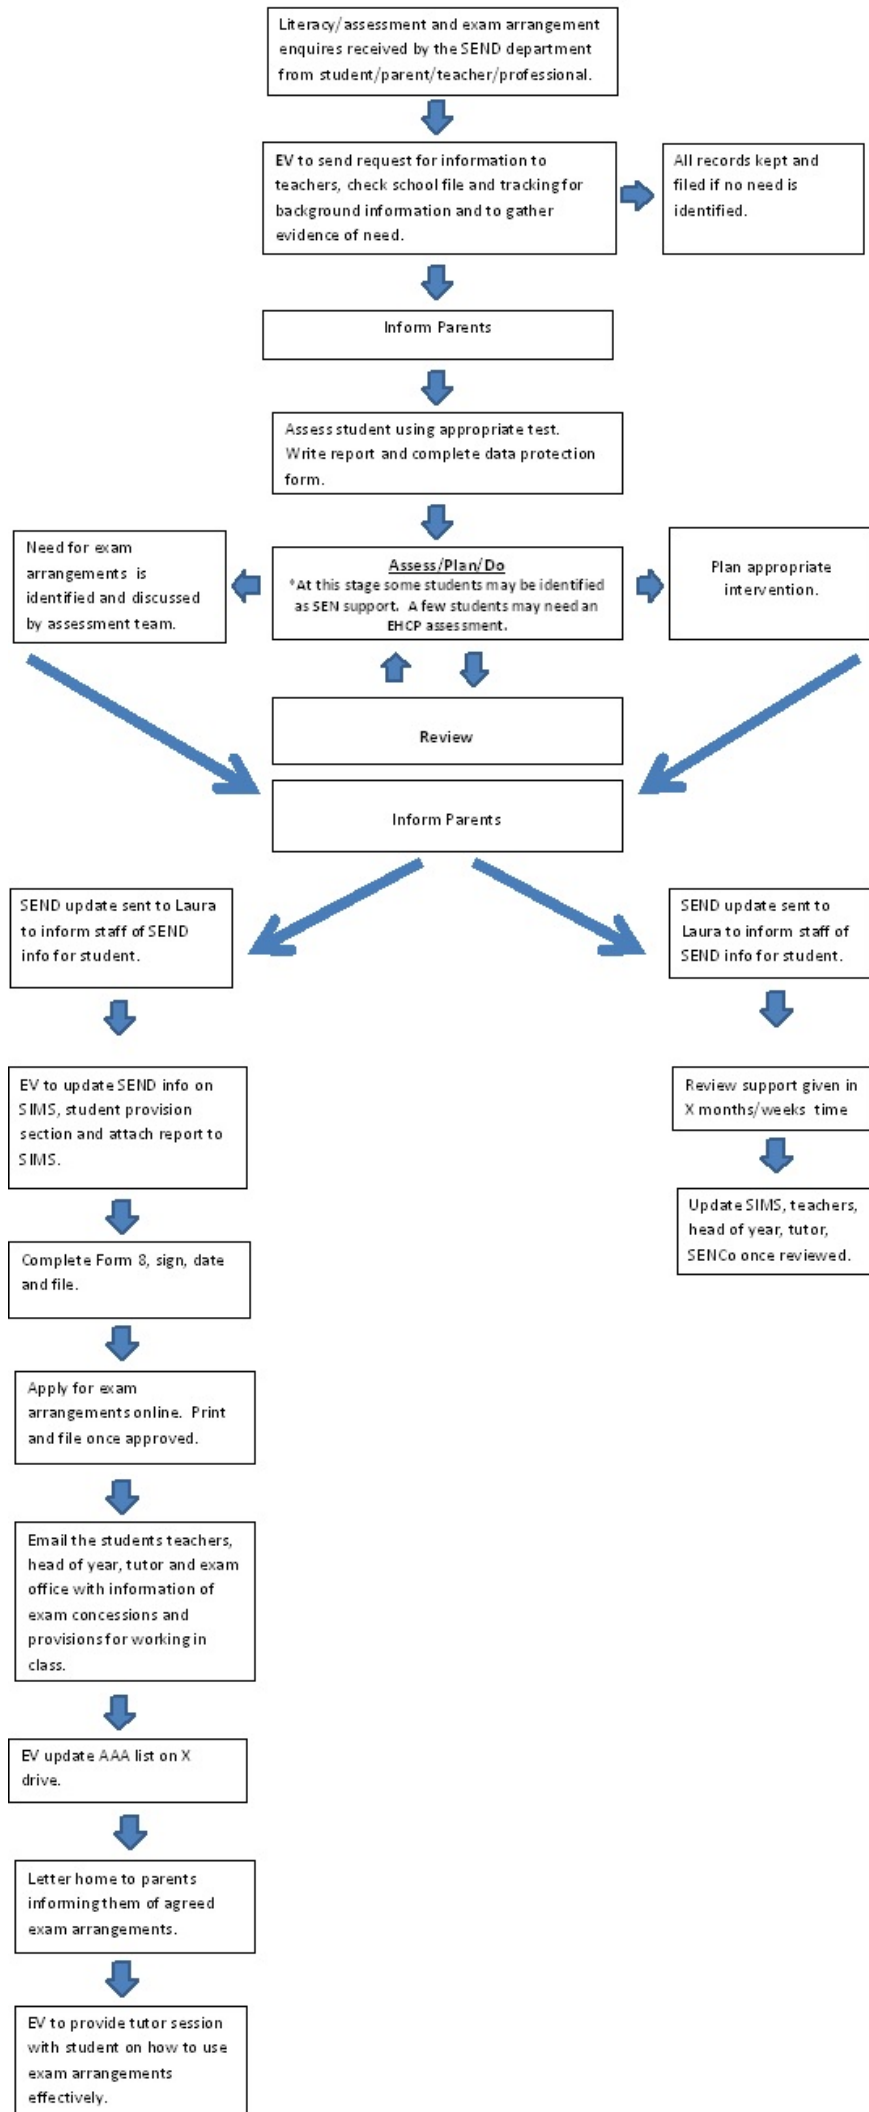 Literacy/assessment and exam arrangement
enquires received by the SEND department
from student/parent/teacher/professional.
EV to send request for information to
teachers, check school file and tracking for
background information and to gather
evidence of need.
All records kept and
filed if no need is
identified.
Inform Parents
Assess student using appropriate test.
Write report and complete data protection
form.
Need for exam
arrangements is
identified and discussed
by assessment team.
Assess/Plan/Do
*At this stage some students may be identified
as SEN support. A few students may need an
EHCP assessment.
Plan appropriate
intervention.
Review
Inform Parents
SEND update sent to Laura
to inform staff of SEND
info for student.
SEND update sent to
Laura to inform staff of
SEND info for student.
EV to update SEND info on
SIMS, student provision
section and attach report to
SIMS.
Review support given in
X months/weeks time
Update SIMS, teachers,
head of year, tutor,
SENCo once reviewed.
Complete Form 8, sign, date
and file.
Apply for exam
arrangements online. Print
and file once approved.
Email the students teachers,
head of year, tutor and exam
office with information of
exam concessions and
provisions for working in
class.
EV update AAA list on X
drive.
Letter home to parents
informing them of agreed
exam arrangements.
EV to provide tutor session
with student on how to use
exam arrangements
effectively.